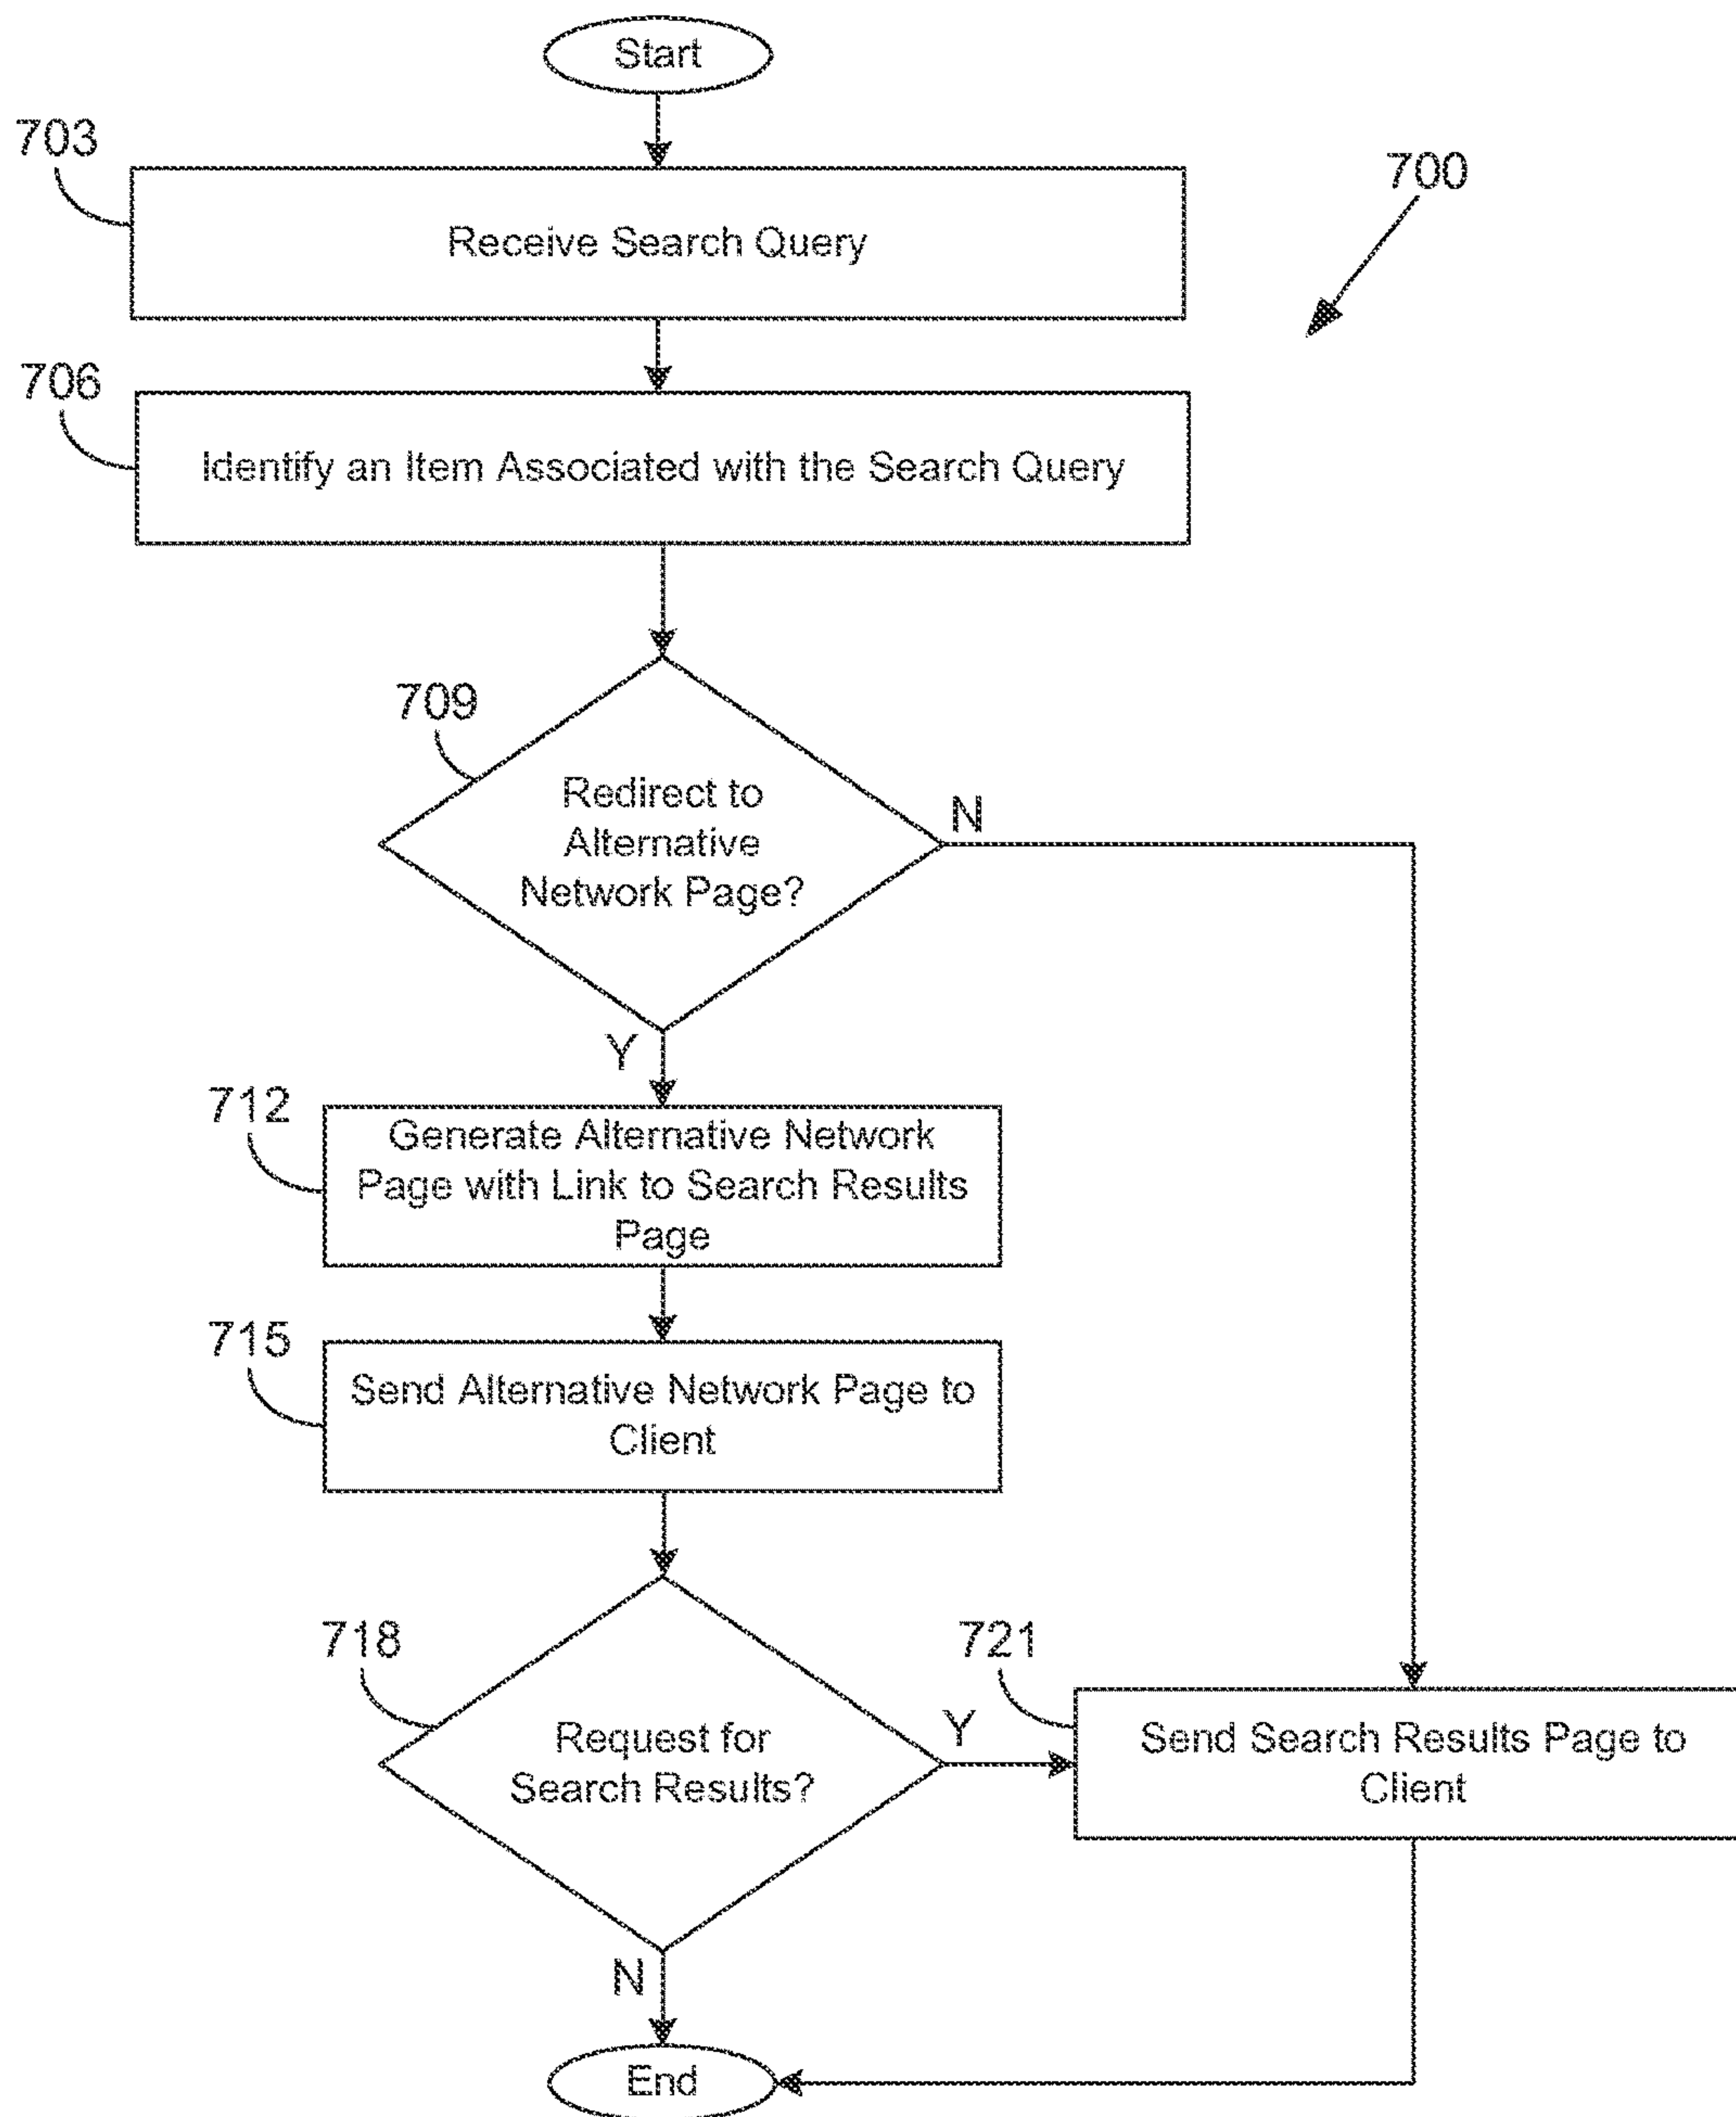 Start
703
700
Receive Search Query
706
Identify an Item Associated with the Search Query
709
Redirect to
Alternative
Network Page?
N
Y
712
Generate Alternative Network
Page with Link to Search Results
Page
715
Send Alternative Network Page to
Client
718
Request for
Search Results?
Y
721
Send Search Results Page to
Client
N
End